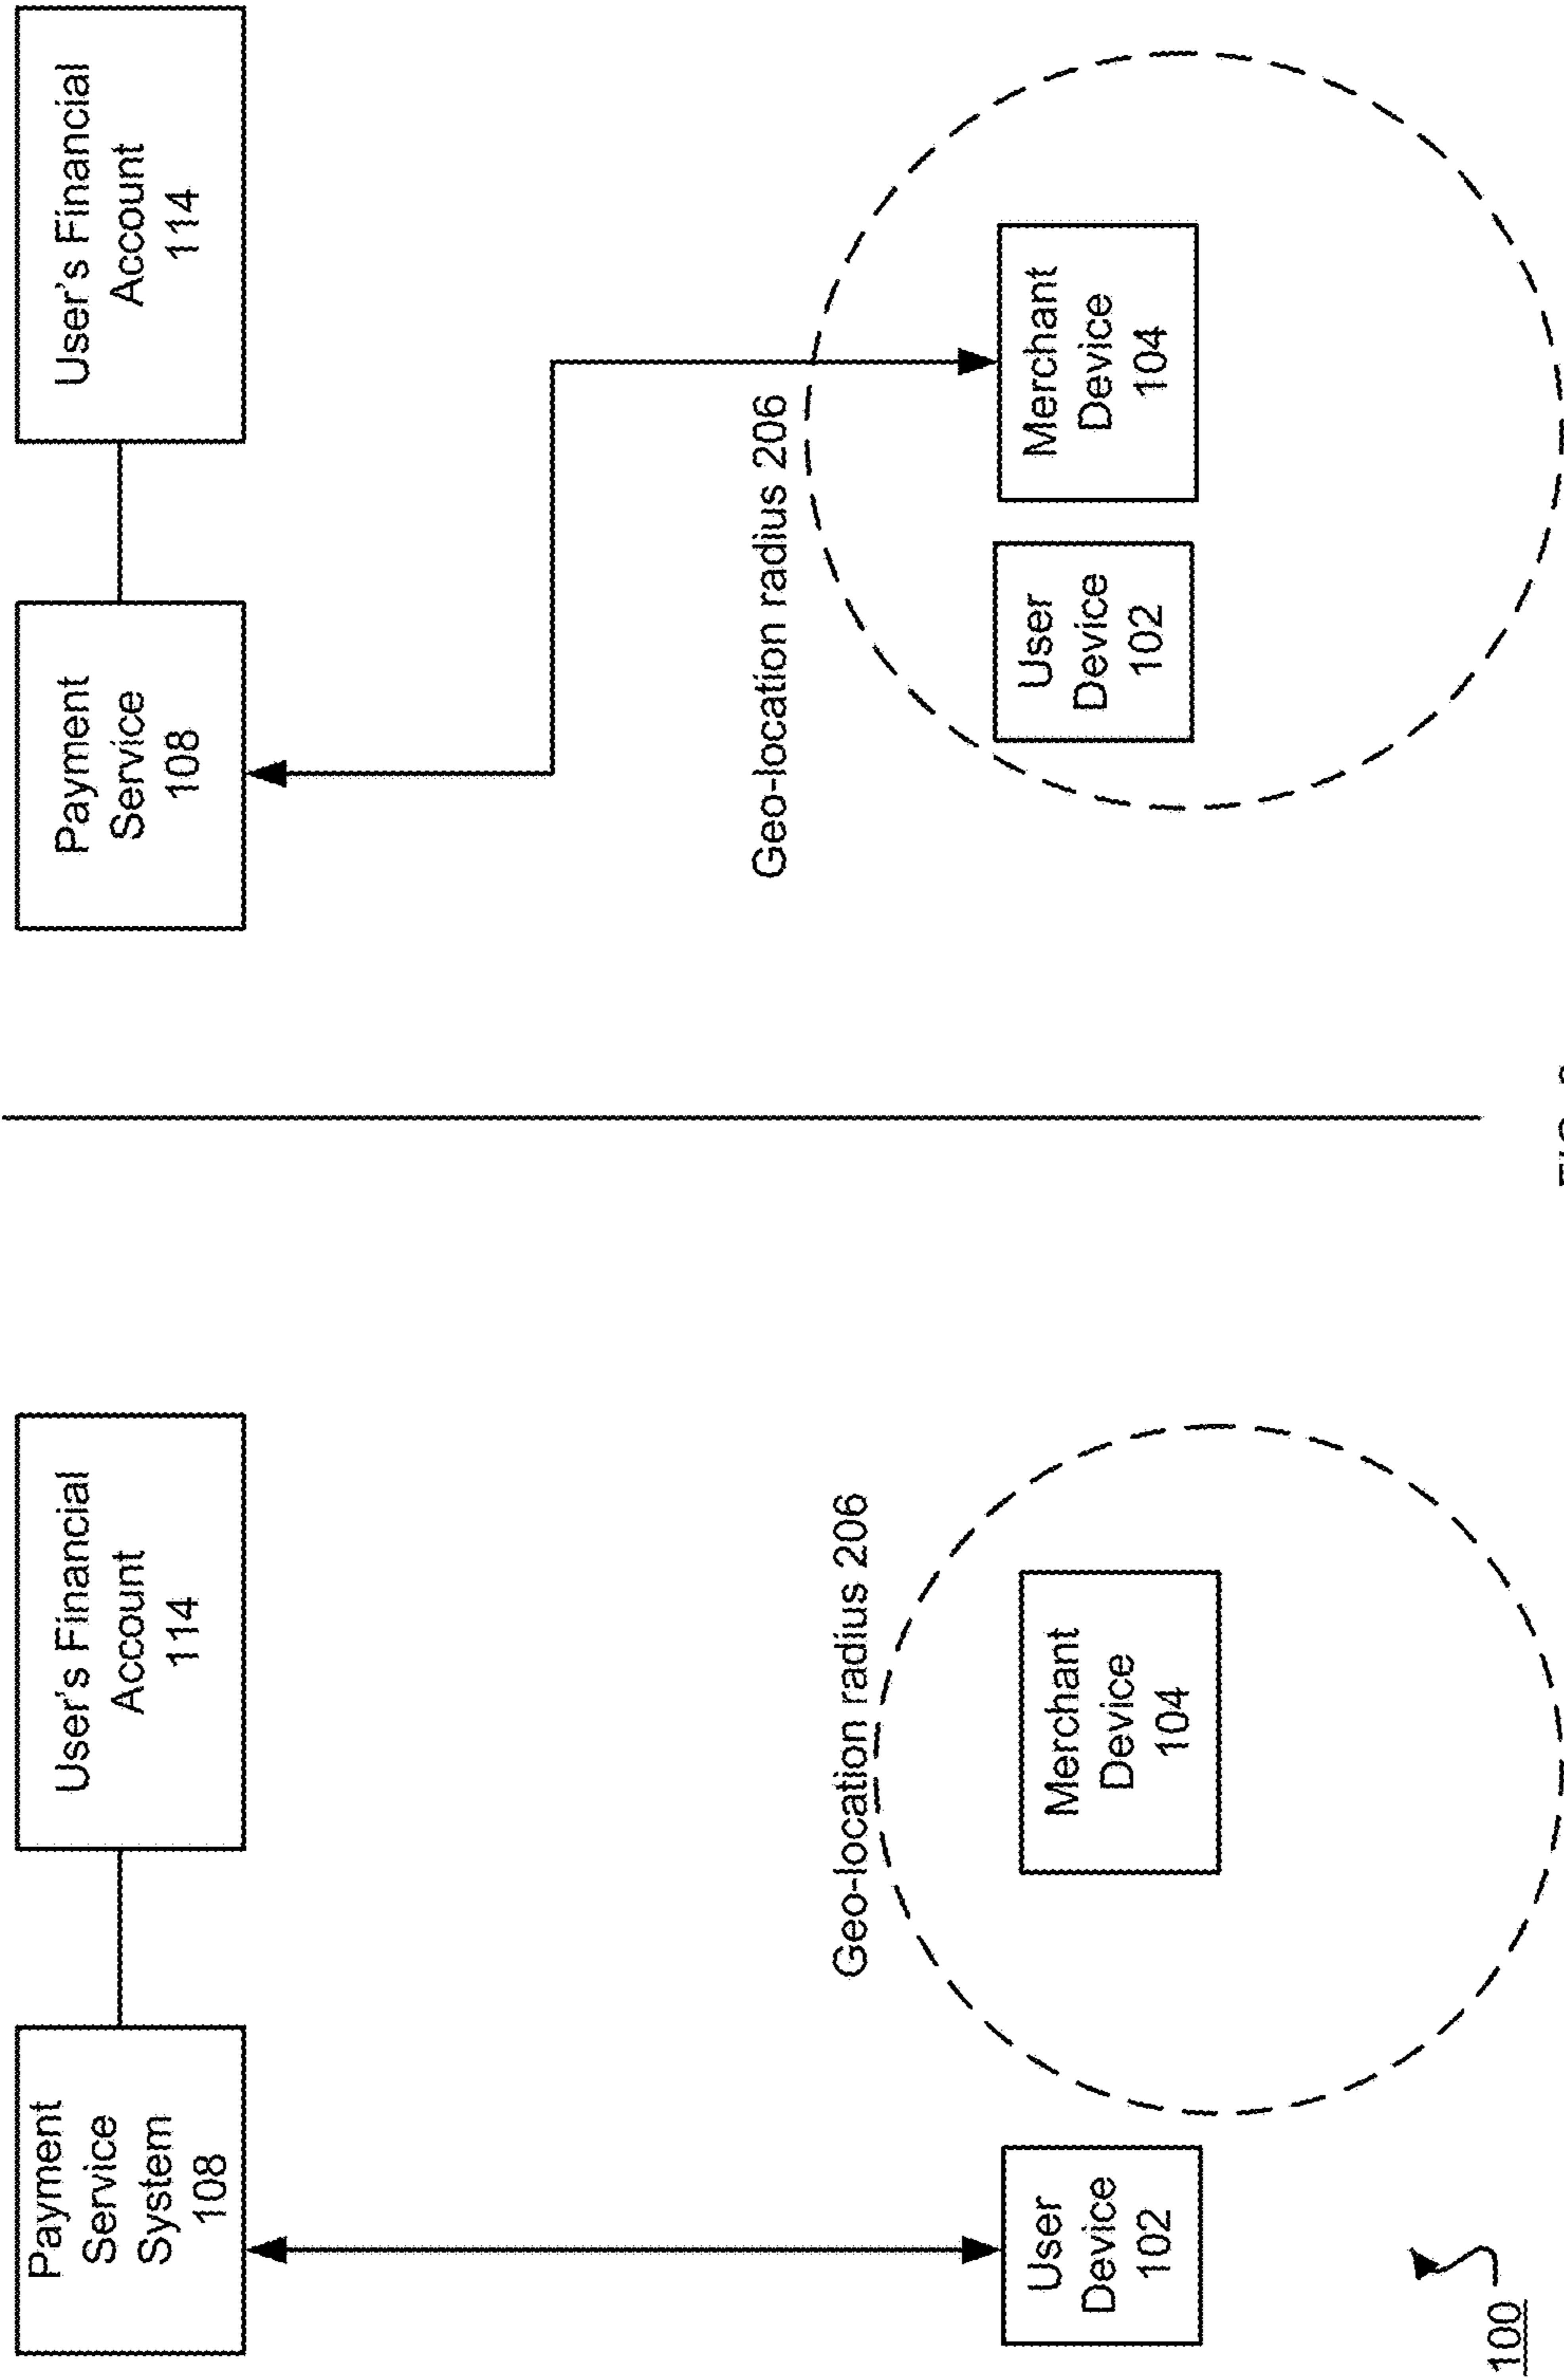 Payment
Service
System
108
User's Financial
Account
114
Geo-location radius 206
User
Device
102
Merchant
Device
104
100
Payment
Service
108
User's Financial
Account
114
Geo-location radius 206
User
Device
102
Merchant
Device
104